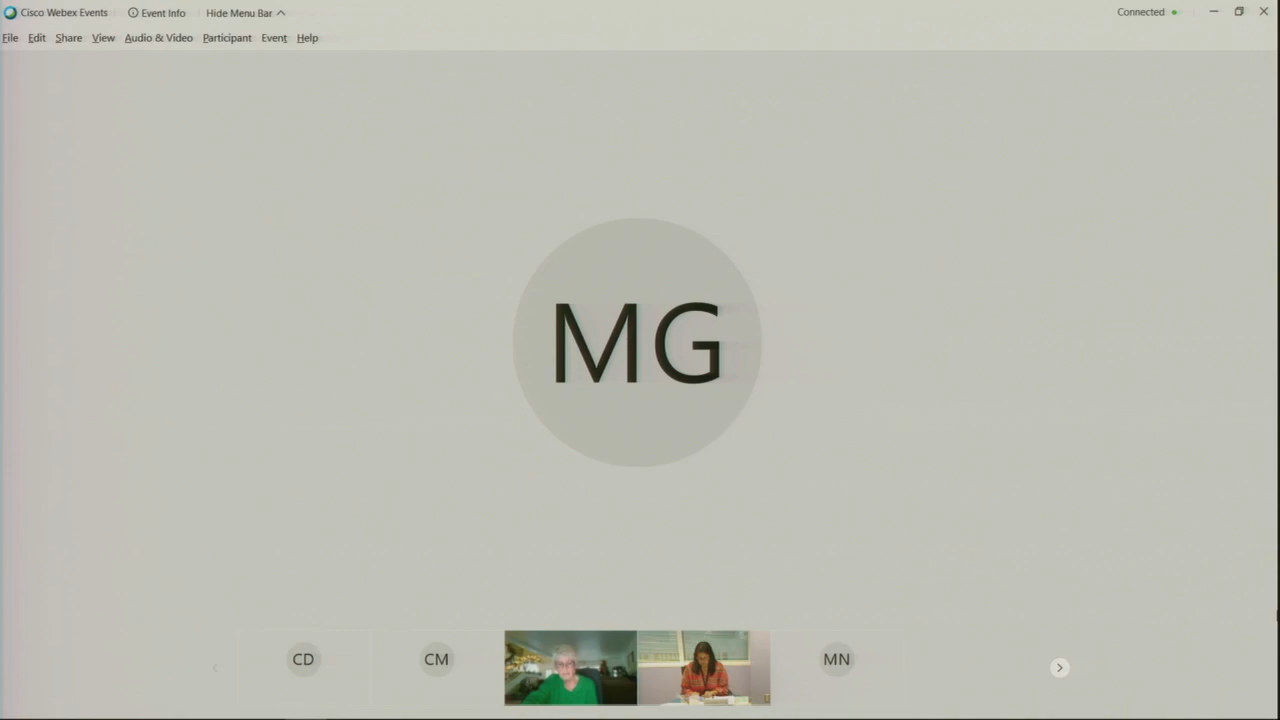 Cisco Webex Events Event Info Hide Menu Bar Connected
File Edit Share View Audio & Video Participant Event Help
MG
CD CM MN